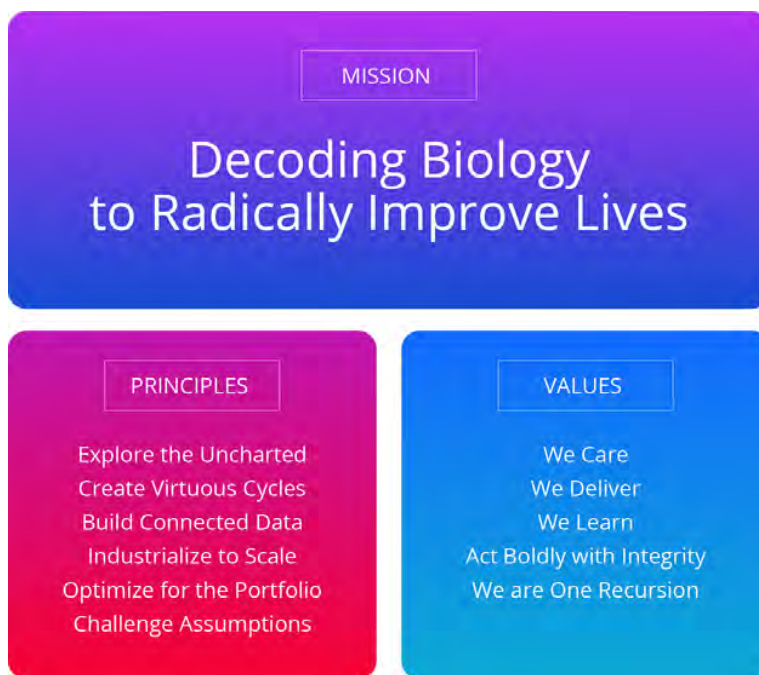 MISSION
Decoding Biology
to Radically Improve Lives
PRINCIPLES
Explore the Uncharted
Create Virtuous Cycles
Build Connected Data
Industrialize to Scale
Optimize for the Portfolio
Challenge Assumptions
VALUES
We Care
We Deliver
We Learn
Act Boldly with Integrity
We are One Recursion